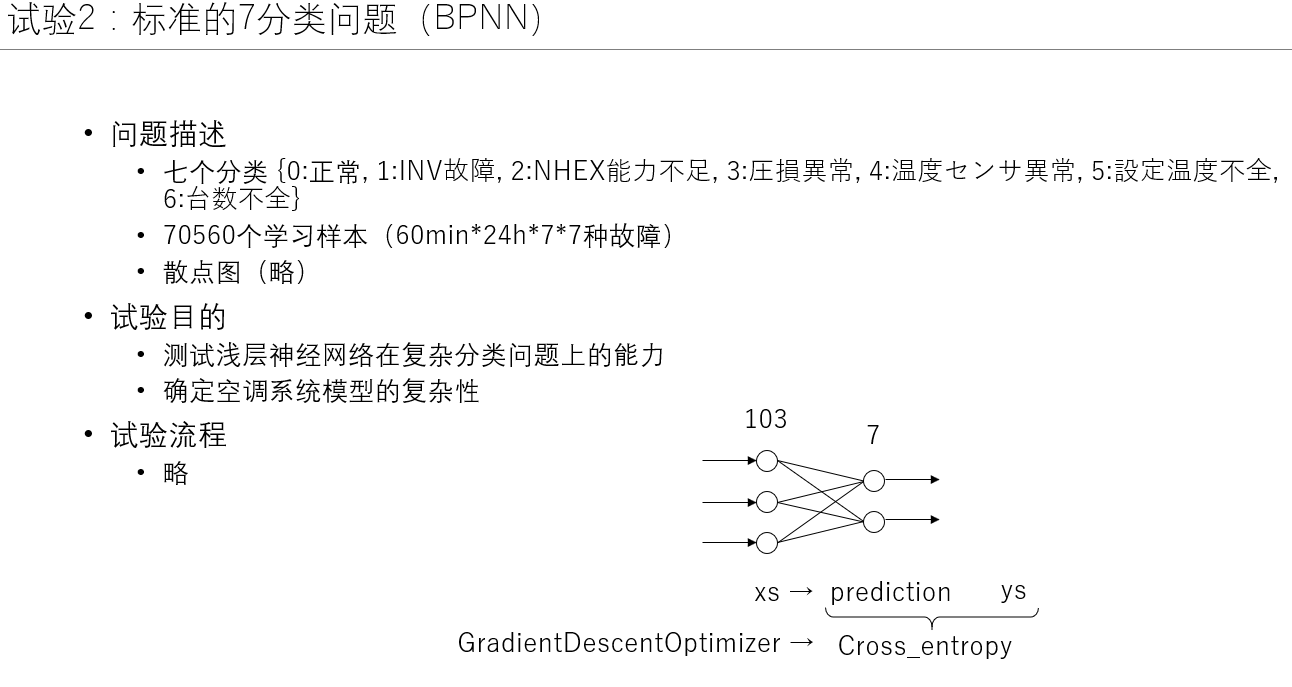 试验2：标准的7分类问题（BPNN）
• 问题描述
• 七个分类 {0:正常, 1:INV故障, 2:NHEX能力不足, 3:圧損異常, 4:温度センサ異常, 5:設定温度不全,
6:台数不全}
• 70560个学习样本（60min*24h*7*7种故障）
• 散点图（略）
• 试验目的
• 测试浅层神经网络在复杂分类问题上的能力
• 确定空调系统模型的复杂性
• 试验流程
• 略
103
7
xs → prediction ys
GradientDescentOptimizer → Cross_entropy